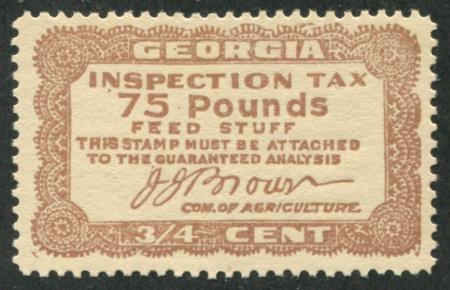 GEORGIA
INSPECTION TAX
75 Pounds
FEED STUFF
THIS STAMP MUST BE ATTACHED
TO THE GUARANTEED ANALYSIS
J.J. Brown
COM. OF AGRICULTURE.
3/4 CENT